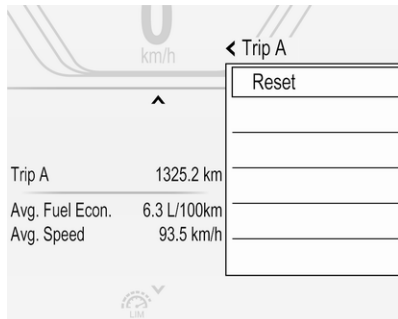 0
km/h
< Trip A
Reset
Trip A 1325.2 km
Avg. Fuel Econ. 6.3 L/100km
Avg. Speed 93.5 km/h
LIM